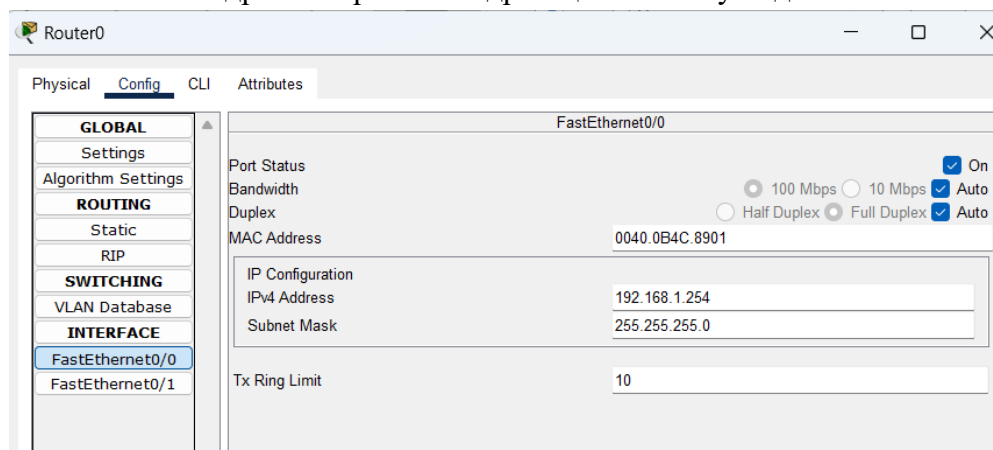 Router0
Physical Config CLI Attributes
GLOBAL
Settings
Algorithm Settings
ROUTING
Static
RIP
SWITCHING
VLAN Database
INTERFACE
FastEthernet0/0
FastEthernet0/1
FastEthernet0/0
Port Status On
Bandwidth 100 Mbps 10 Mbps Auto
Duplex Half Duplex Full Duplex Auto
MAC Address 0040.0B4C.8901
IP Configuration
IPv4 Address 192.168.1.254
Subnet Mask 255.255.255.0
Tx Ring Limit 10